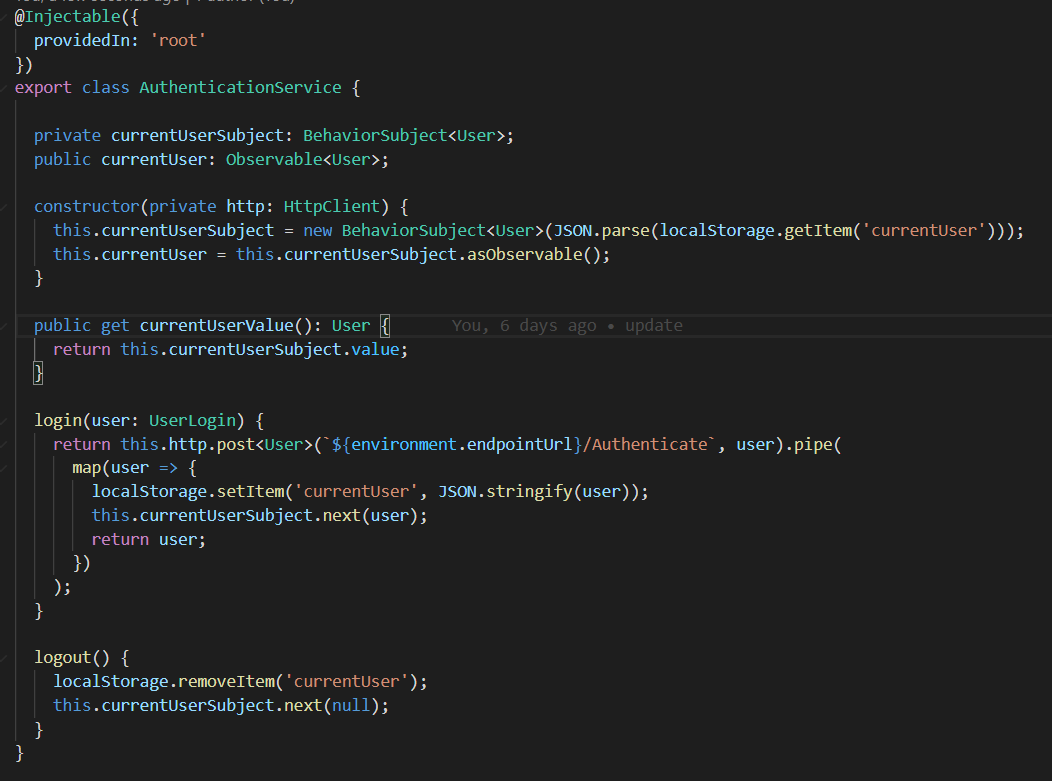 @Injectable({
  providedIn: 'root'
})
export class AuthenticationService {

  private currentUserSubject: BehaviorSubject<User>;
  public currentUser: Observable<User>;

  constructor(private http: HttpClient) {
    this.currentUserSubject = new BehaviorSubject<User>(JSON.parse(localStorage.getItem('currentUser')));
    this.currentUser = this.currentUserSubject.asObservable();
  }

  public get currentUserValue(): User {     You, 6 days ago • update
    return this.currentUserSubject.value;
  }

  login(user: UserLogin) {
    return this.http.post<User>(`${environment.endpointUrl}/Authenticate`, user).pipe(
      map(user => {
        localStorage.setItem('currentUser', JSON.stringify(user));
        this.currentUserSubject.next(user);
        return user;
      })
    );
  }

  logout() {
    localStorage.removeItem('currentUser');
    this.currentUserSubject.next(null);
  }
}